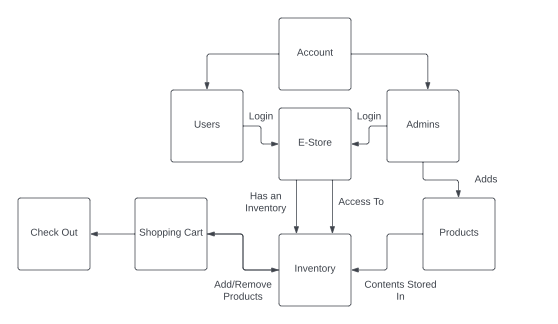 Account
Users
Login
E-Store
Login
Admins
Has an
Inventory
Access To
Adds
Check Out
Shopping Cart
Inventory
Products
Add/Remove
Products
Contents Stored
In